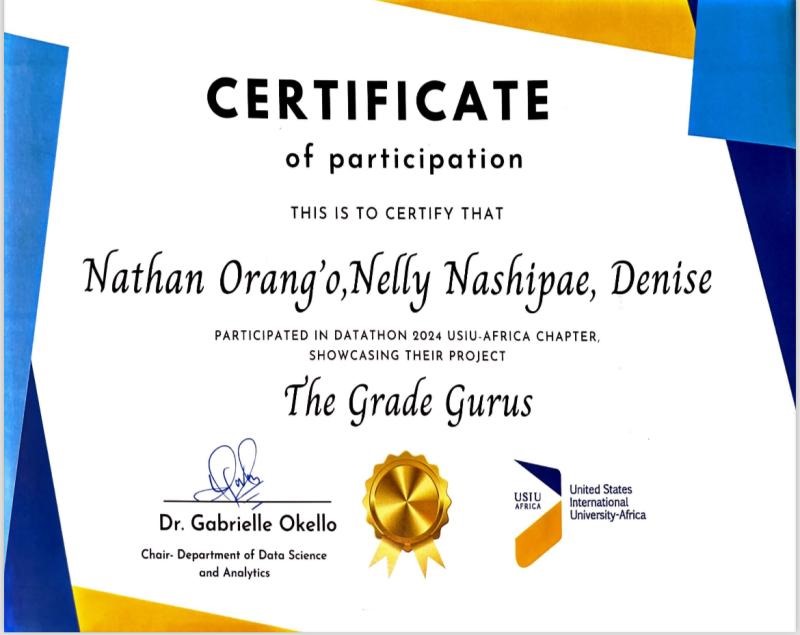 CERTIFICATE
of participation
THIS IS TO CERTIFY THAT
Nathan Orang'o,Nelly Nashipae, Denise
PARTICIPATED IN DATATHON 2024 USIU-AFRICA CHAPTER,
SHOWCASING THEIR PROJECT
The Grade Gurus
Dr. Gabrielle Okello
Chair- Department of Data Science
and Analytics
USIU
AFRICA
United States
International
University-Africa